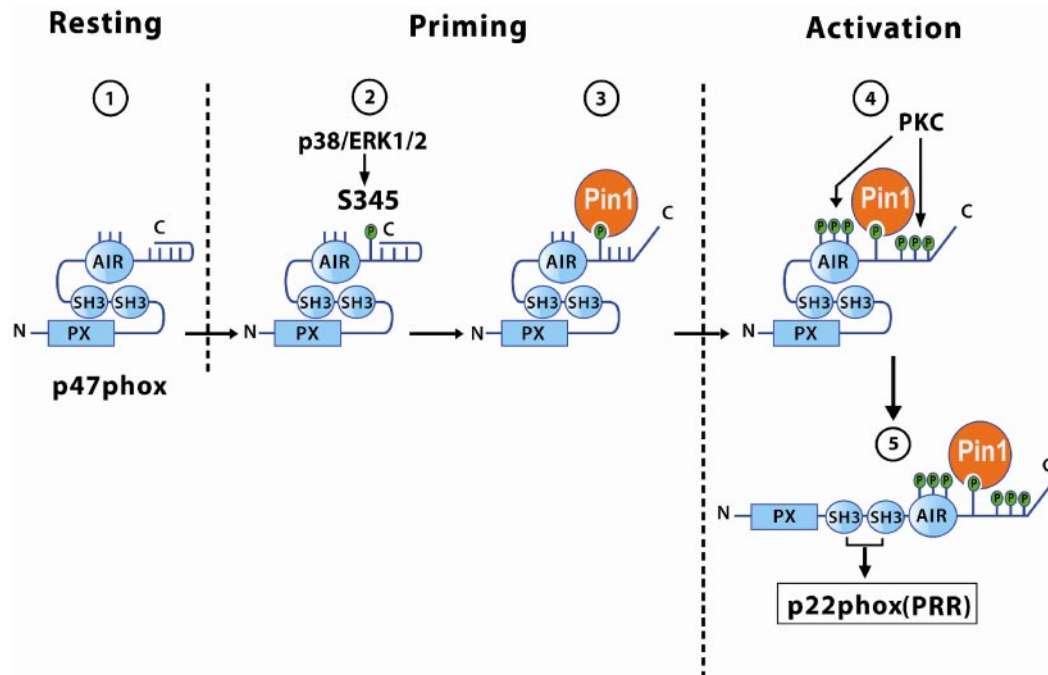 Resting
Priming
Activation
1
2
3
4
p38/ERK1/2
S345
PKC
P
C
Pin1
P
C
P P P
Pin1
P
P P P
C
AIR
AIR
AIR
AIR
SH3 SH3
SH3 SH3
SH3 SH3
SH3 SH3
N
PX
N
PX
N
PX
N
PX
p47phox
5
Pin1
P P P
P
P P P
C
N
PX
SH3
SH3
AIR
p22phox(PRR)